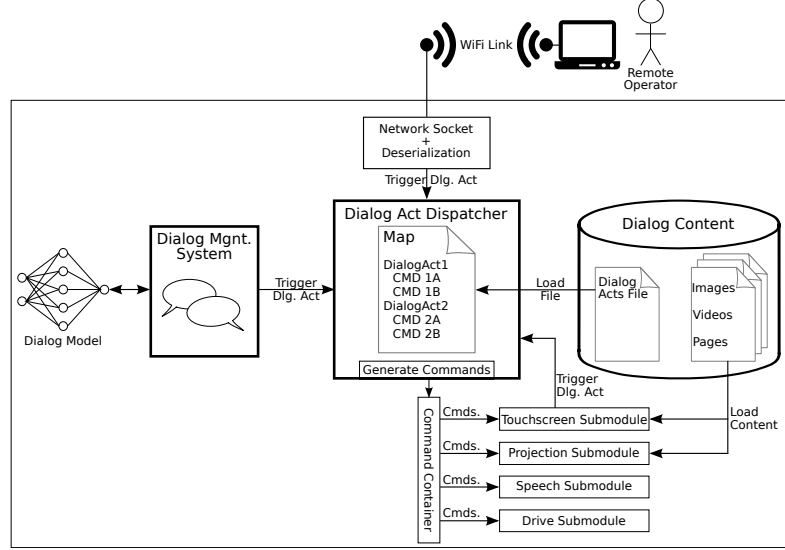 WiFi Link
Remote
Operator
Network Socket
+
Deserialization
Trigger Dlg. Act
Dialog Act Dispatcher
Map
DialogAct1
CMD 1A
CMD 1B
DialogAct2
CMD 2A
CMD 2B
Generate Commands
Dialog Mgnt.
System
Trigger
Dlg. Act
Dialog Model
Dialog Content
Load
File
Dialog
Acts File
Images
Videos
Pages
Trigger
Dlg. Act
Load
Content
Command Container
Cmds.
Touchscreen Submodule
Cmds.
Projection Submodule
Cmds.
Speech Submodule
Cmds.
Drive Submodule